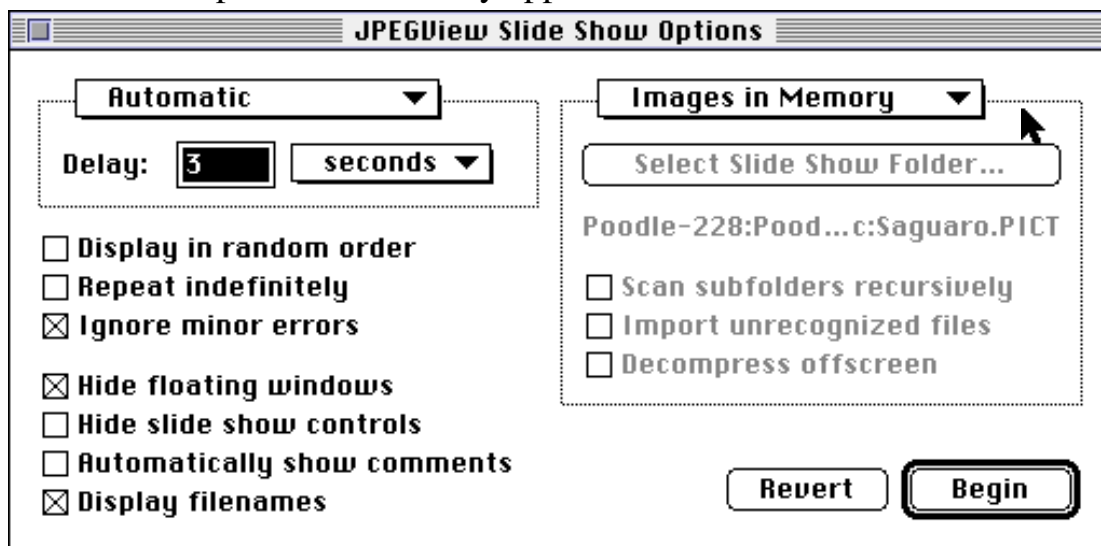 JPEGView Slide Show Options
Automatic
Delay: 3 seconds
Display in random order
Repeat indefinitely
Ignore minor errors
Hide floating windows
Hide slide show controls
Automatically show comments
Display filenames
Images in Memory
Select Slide Show Folder...
Poodle-228:Pood...c:Saguaro.PICT
Scan subfolders recursively
Import unrecognized files
Decompress offscreen
Revert
Begin